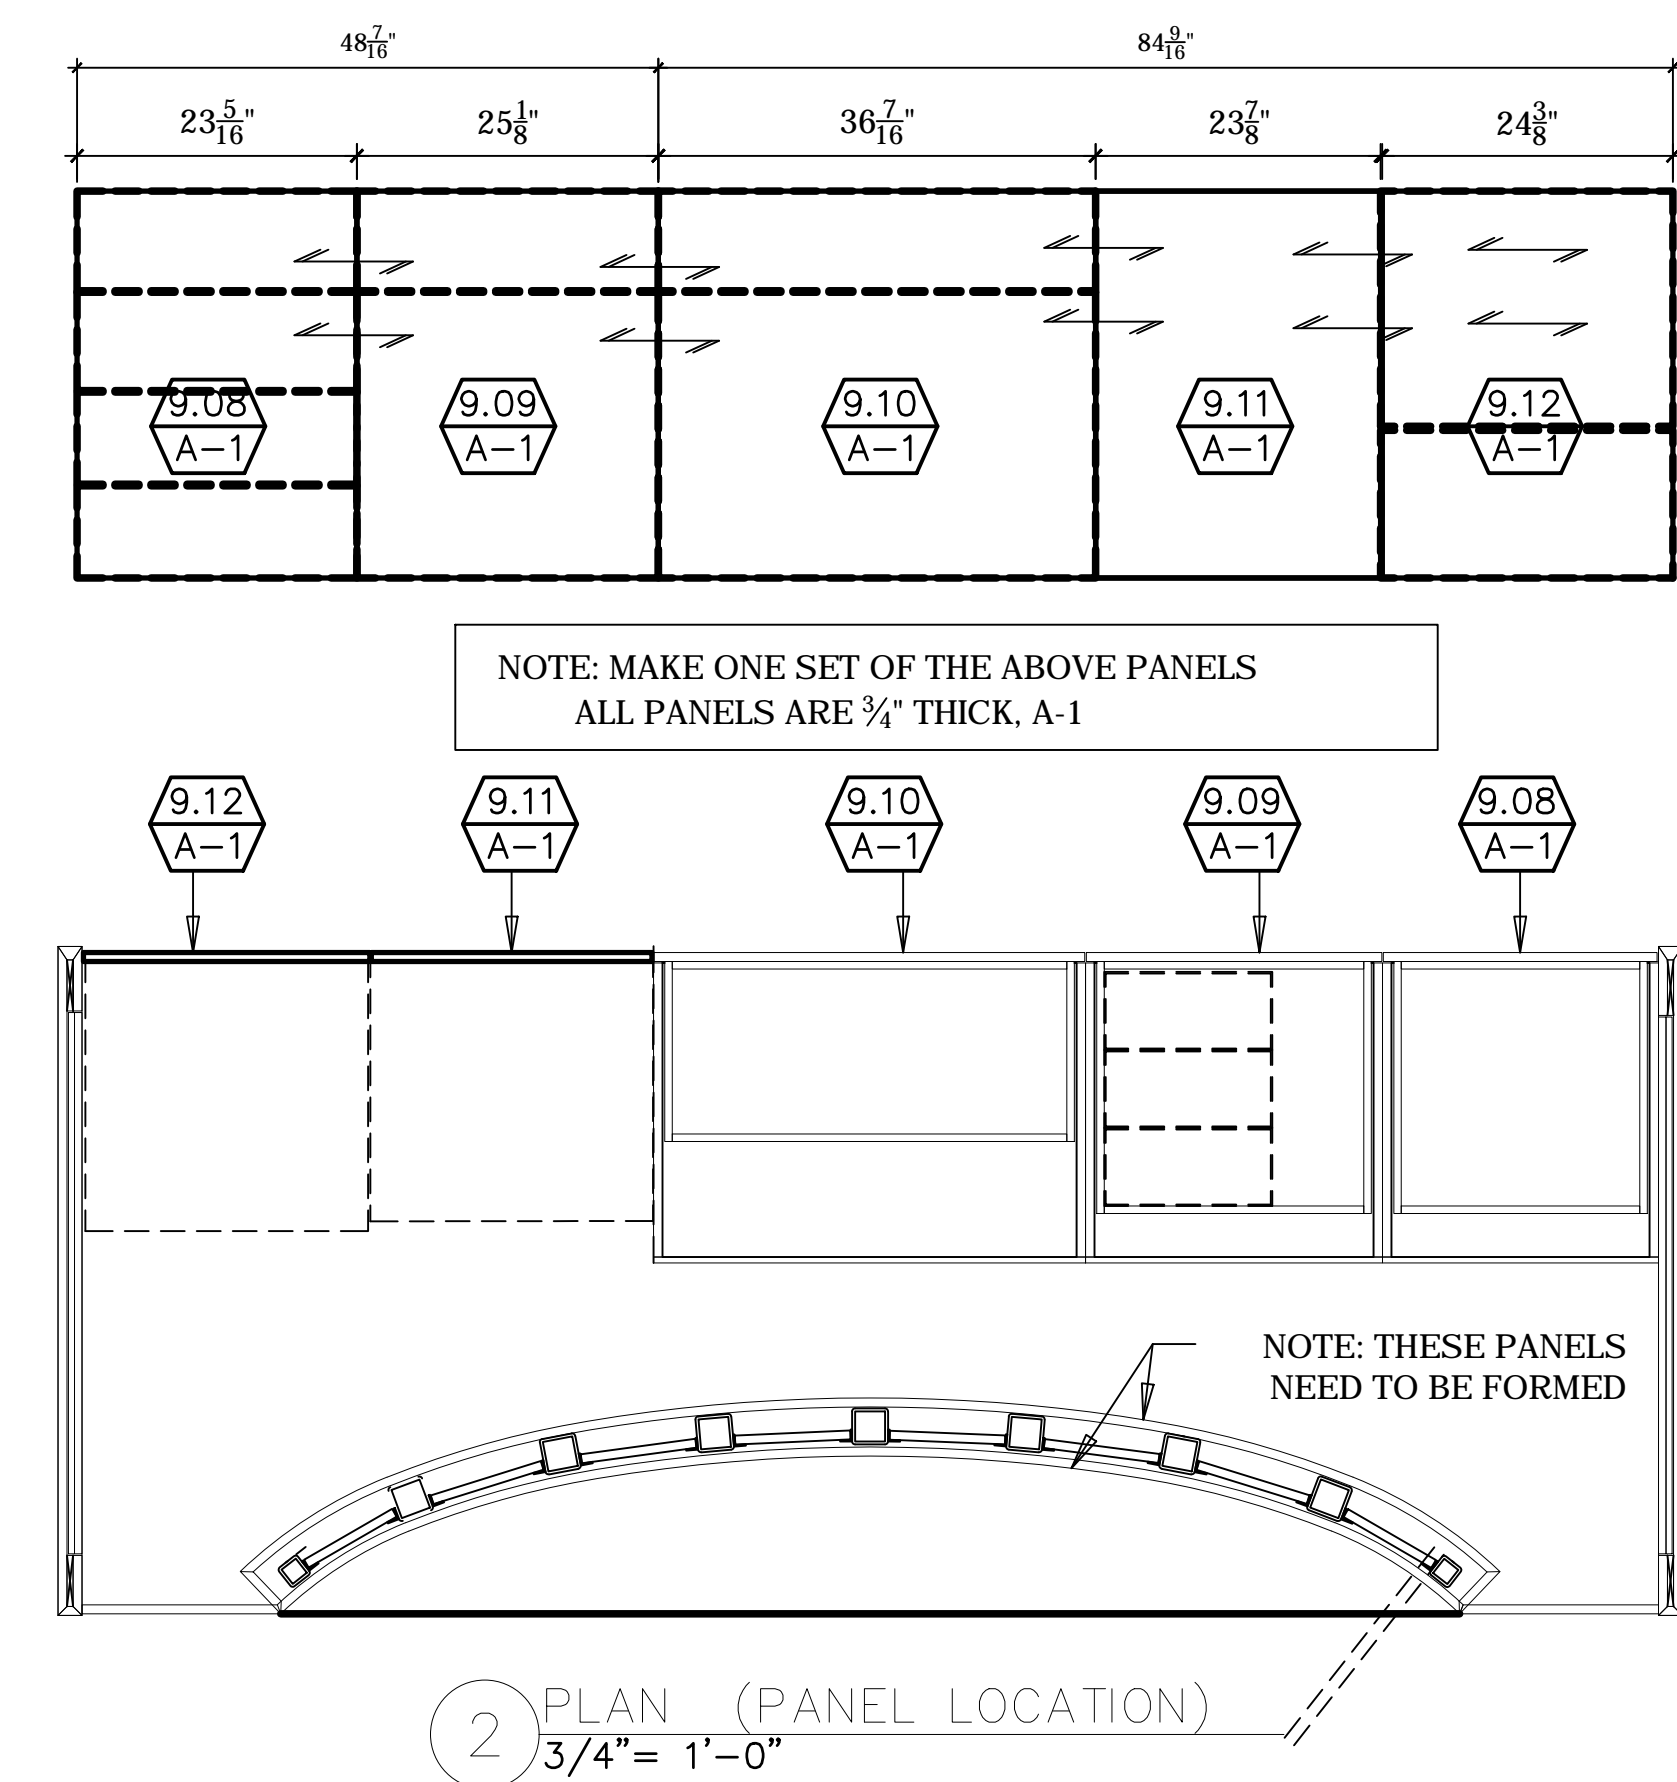 48 7/16" 84 9/16"
23 5/16" 25 1/8" 36 7/16" 23 7/8" 24 3/8"
9.08 9.09 9.10 9.11 9.12
A-1 A-1 A-1 A-1 A-1
NOTE: MAKE ONE SET OF THE ABOVE PANELS
ALL PANELS ARE 3/4" THICK, A-1
9.12 9.11 9.10 9.09 9.08
A-1 A-1 A-1 A-1 A-1
NOTE: THESE PANELS
NEED TO BE FORMED
2 PLAN (PANEL LOCATION)
3/4"= 1'-0"